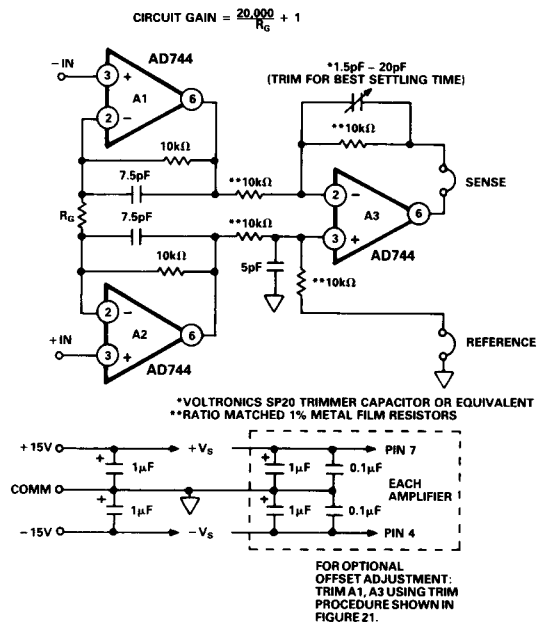 CIRCUIT GAIN = 20,000 / RG + 1
AD744
*1.5pF – 20pF
(TRIM FOR BEST SETTLING TIME)
–IN
3
+
A1
6
2
–
10kΩ
**10kΩ
7.5pF
**10kΩ
2
–
SENSE
RG
7.5pF
**10kΩ
A3
6
3
+
AD744
10kΩ
5pF
**10kΩ
2
–
A2
6
+IN
3
+
AD744
REFERENCE
*VOLTRONICS SP20 TRIMMER CAPACITOR OR EQUIVALENT
**RATIO MATCHED 1% METAL FILM RESISTORS
+15V
+VS
PIN 7
+
1µF
+
1µF
0.1µF
COMM
EACH
AMPLIFIER
+
1µF
+
1µF
0.1µF
–15V
–VS
PIN 4
FOR OPTIONAL
OFFSET ADJUSTMENT:
TRIM A1, A3 USING TRIM
PROCEDURE SHOWN IN
FIGURE 21.